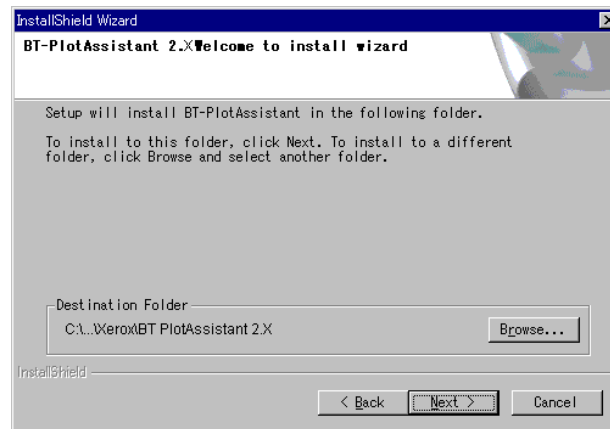 InstallShield Wizard
BT-PlotAssistant 2.XWelcome to install wizard
Setup will install BT-PlotAssistant in the following folder.
To install to this folder, click Next. To install to a different
folder, click Browse and select another folder.
Destination Folder
C:\...\Xerox\BT PlotAssistant 2.X
Browse...
InstallShield
< Back
Next >
Cancel